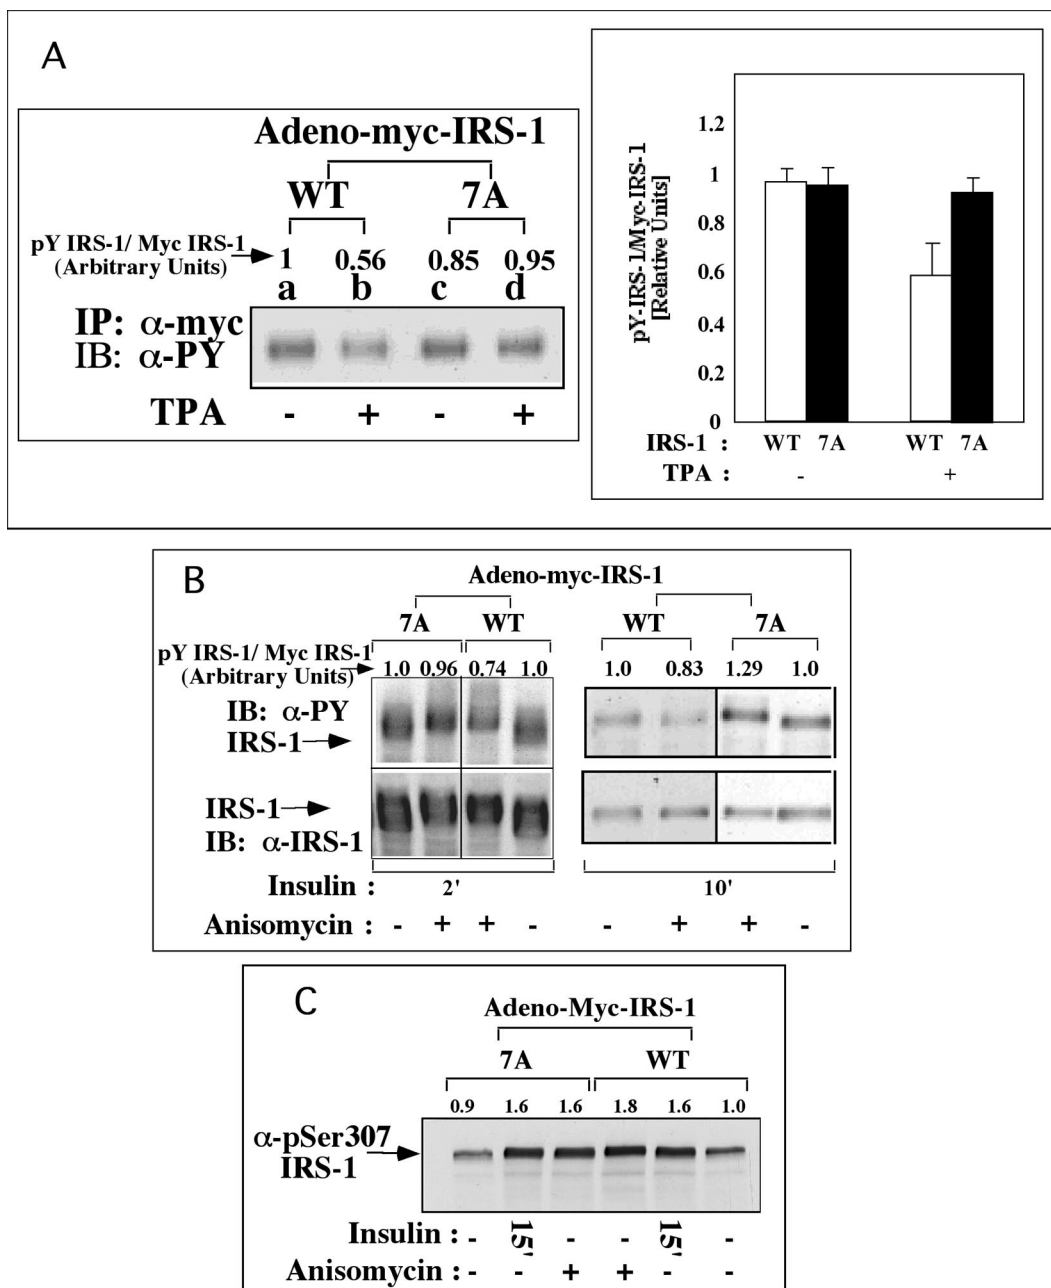 A
Adeno-myc-IRS-1
WT 7A
pY IRS-1/ Myc IRS-1
(Arbitrary Units)
1 0.56 0.85 0.95
a b c d
IP: α-myc
IB: α-PY
TPA - + - +
pY-IRS-1/Myc-IRS-1
[Relative Units]
1.2
1
0.8
0.6
0.4
0.2
0
IRS-1 : WT 7A WT 7A
TPA : - +
B
Adeno-myc-IRS-1
7A WT WT 7A
pY IRS-1/ Myc IRS-1
(Arbitrary Units)
1.0 0.96 0.74 1.0 1.0 0.83 1.29 1.0
IB: α-PY
IRS-1
IRS-1
IB: α-IRS-1
Insulin : 2' 10'
Anisomycin : - + + - - + + -
C
Adeno-Myc-IRS-1
7A WT
0.9 1.6 1.6 1.8 1.6 1.0
α-pSer307
IRS-1
Insulin : - 15' - - 15' -
Anisomycin : - - + + - -